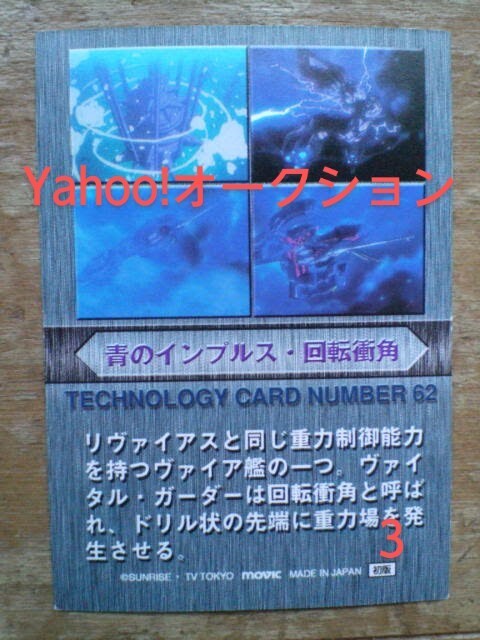 Yahoo!オークション
青のインプルス・回転衝角
TECHNOLOGY CARD NUMBER 62
リヴァイアスと同じ重力制御能力
を持つヴァイア艦の一つ。ヴァイ
タル・ガーダーは回転衝角と呼ば
れ、ドリル状の先端に重力場を発
生させる。
3
©SUNRISE・TV TOKYO movic MADE IN JAPAN 初版